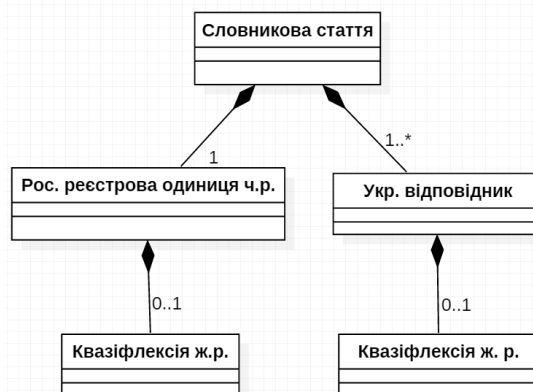 Словникова стаття
1
1..*
Рос. реєстрова одиниця ч.р.
Укр. відповідник
0..1
0..1
Квазіфлексія ж.р.
Квазіфлексія ж. р.